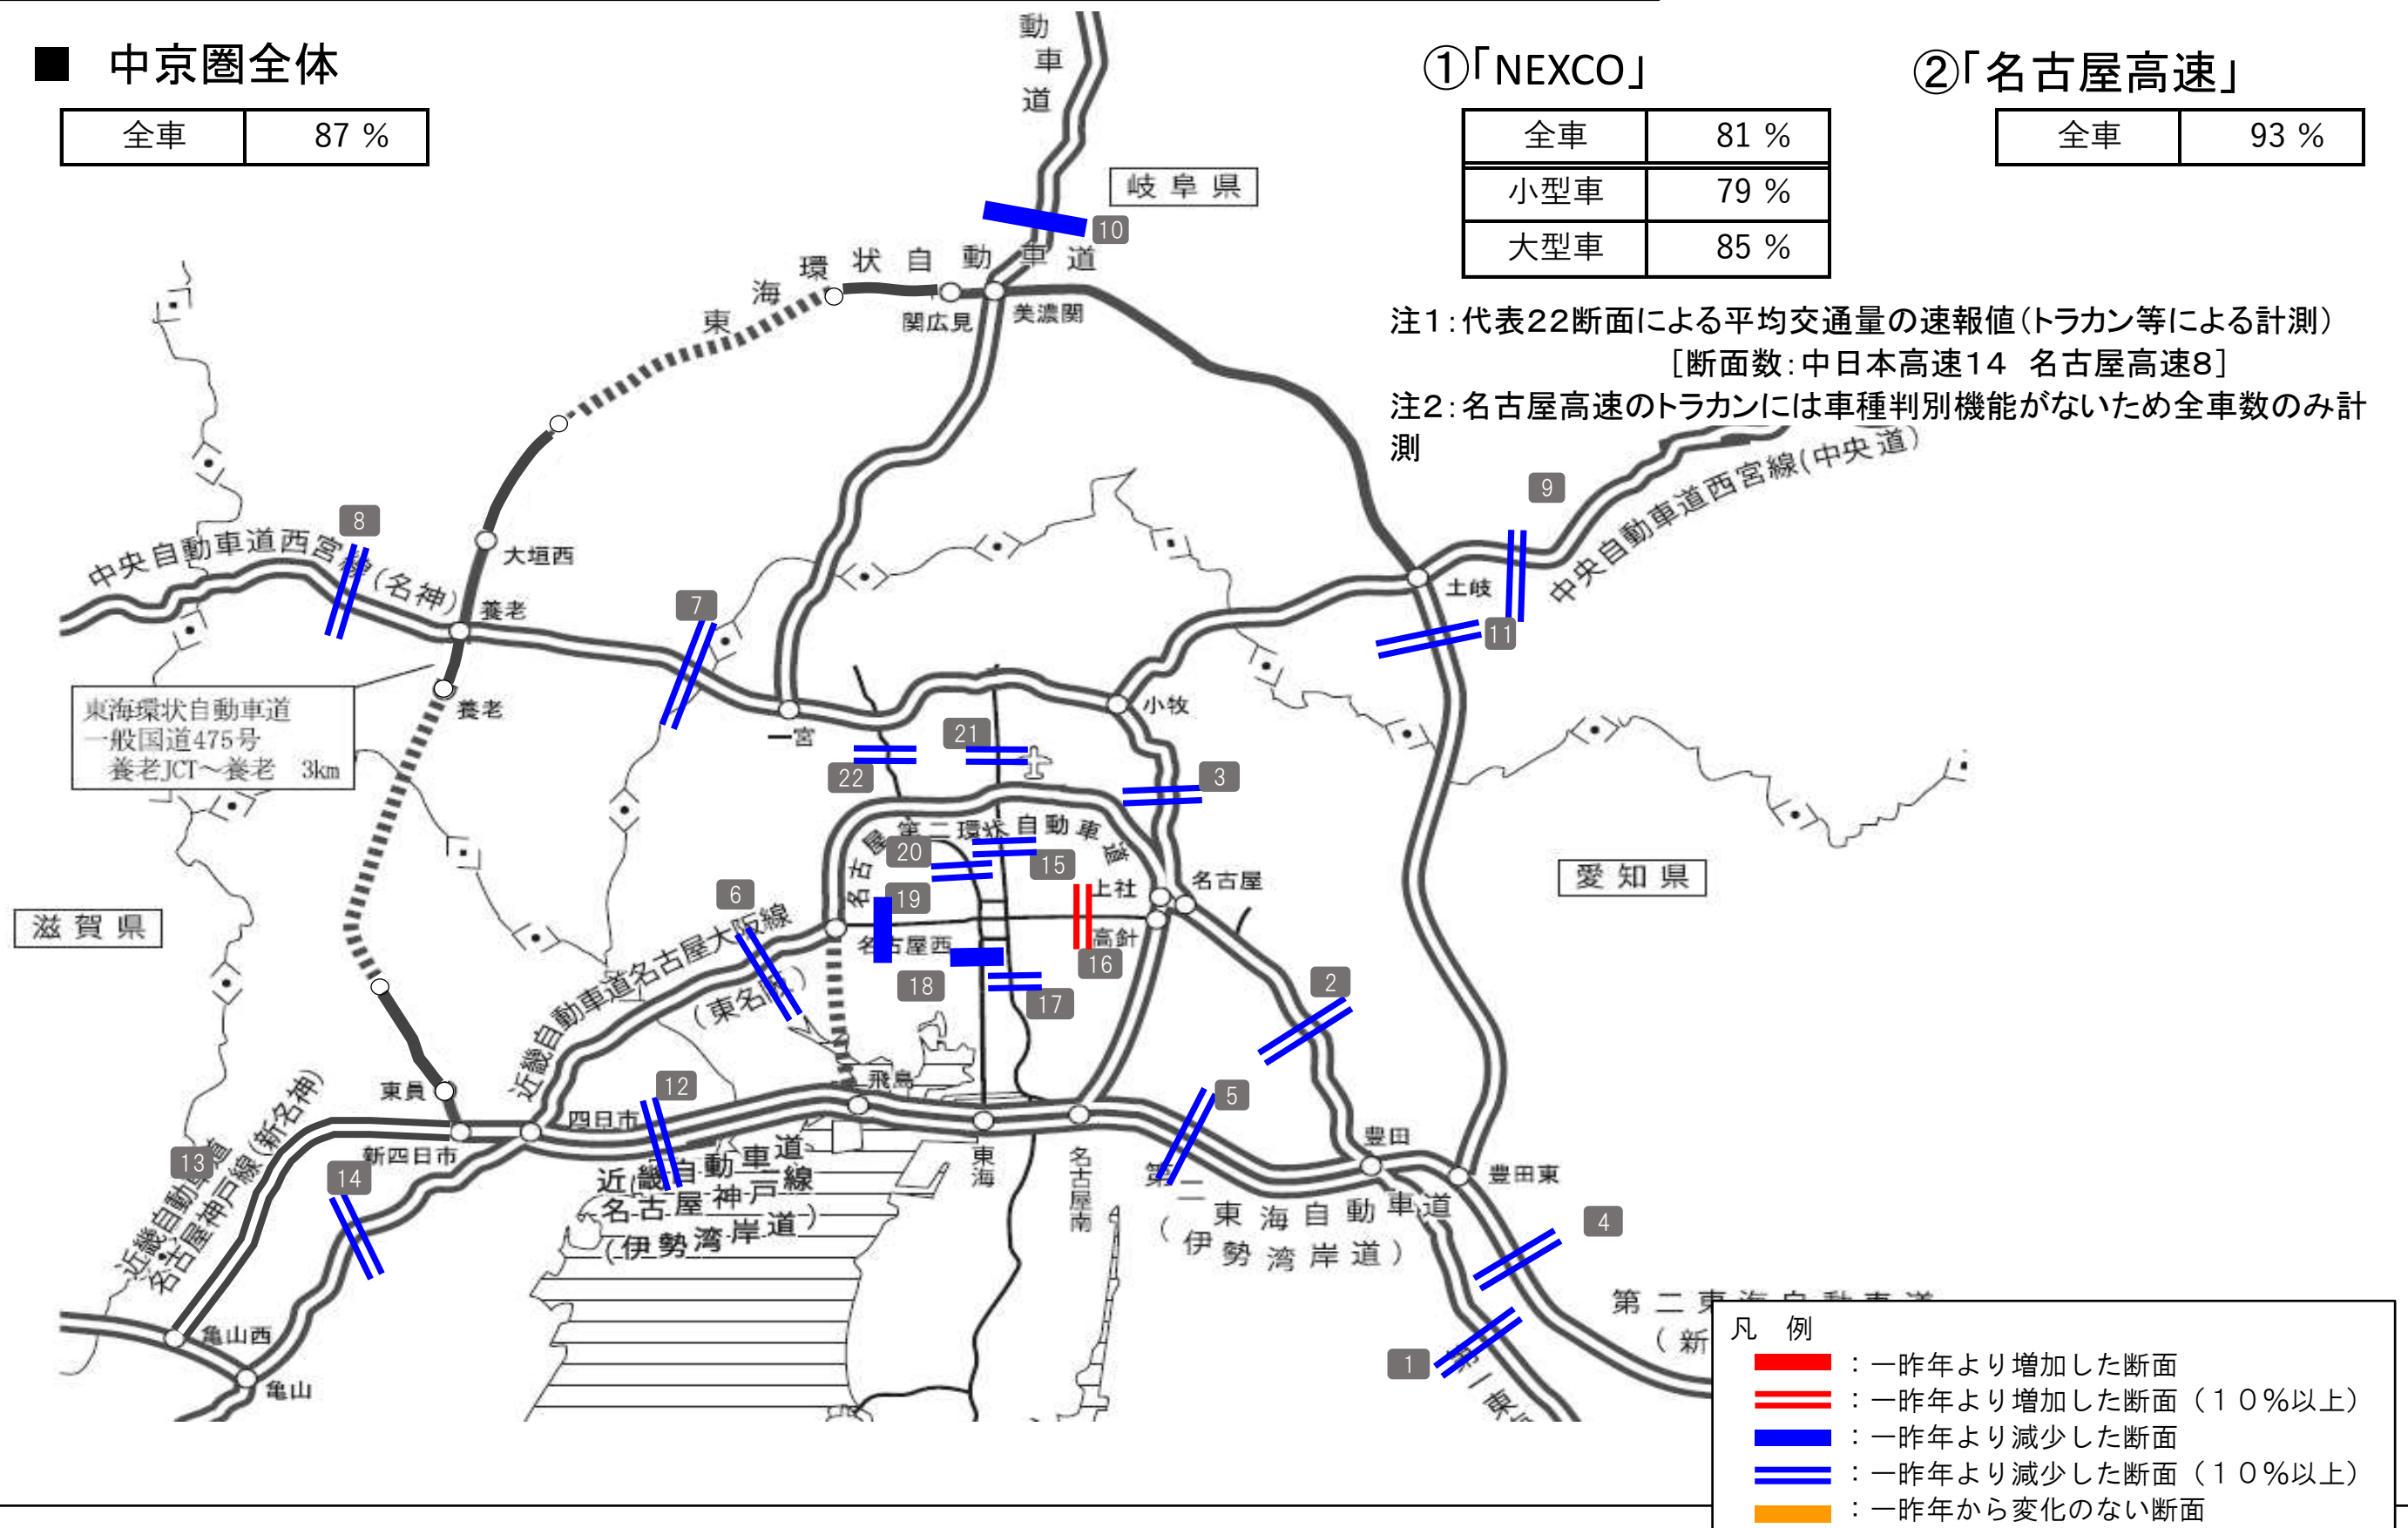 ■ 中京圏全体
全車 87 %
①「NEXCO」
全車 81 %
小型車 79 %
大型車 85 %
②「名古屋高速」
全車 93 %
注1：代表２２断面による平均交通量の速報値（トラカン等による計測）
［断面数：中日本高速１４ 名古屋高速８］
注2：名古屋高速のトラカンには車種判別機能がないため全車数のみ計
測
動車道
岐阜県
10
東海環状自動車道
関広見
美濃関
9
中央自動車道西宮線(中央道)
8
中央自動車道西宮線(名神)
大垣西
養老
7
土岐
11
東海環状自動車道
一般国道475号
養老JCT～養老 3km
養老
一宮
小牧
21
22
3
名古屋第二環状自動車道
20
15
上社
名古屋
愛知県
19
6
滋賀県
名古屋西
高針
16
18
17
2
近畿自動車道名古屋大阪線
(東名阪)
東員
12
飛島
5
四日市
新四日市
13
14
近畿自動車道
名古屋神戸線(新名神)
近畿自動車道
名古屋神戸線
(伊勢湾岸道)
東海
名古屋南
豊田
豊田東
第二東海自動車道
(伊勢湾岸道)
4
亀山西
亀山
1
第一東
第二東海自動車道
(新
凡 例
：一昨年より増加した断面
：一昨年より増加した断面（１０％以上）
：一昨年より減少した断面
：一昨年より減少した断面（１０％以上）
：一昨年から変化のない断面